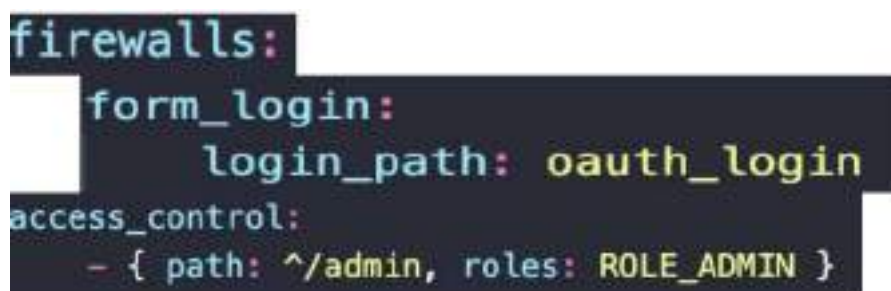 firewalls:
form_login:
login_path: oauth_login
access_control:
- { path: ^/admin, roles: ROLE_ADMIN }